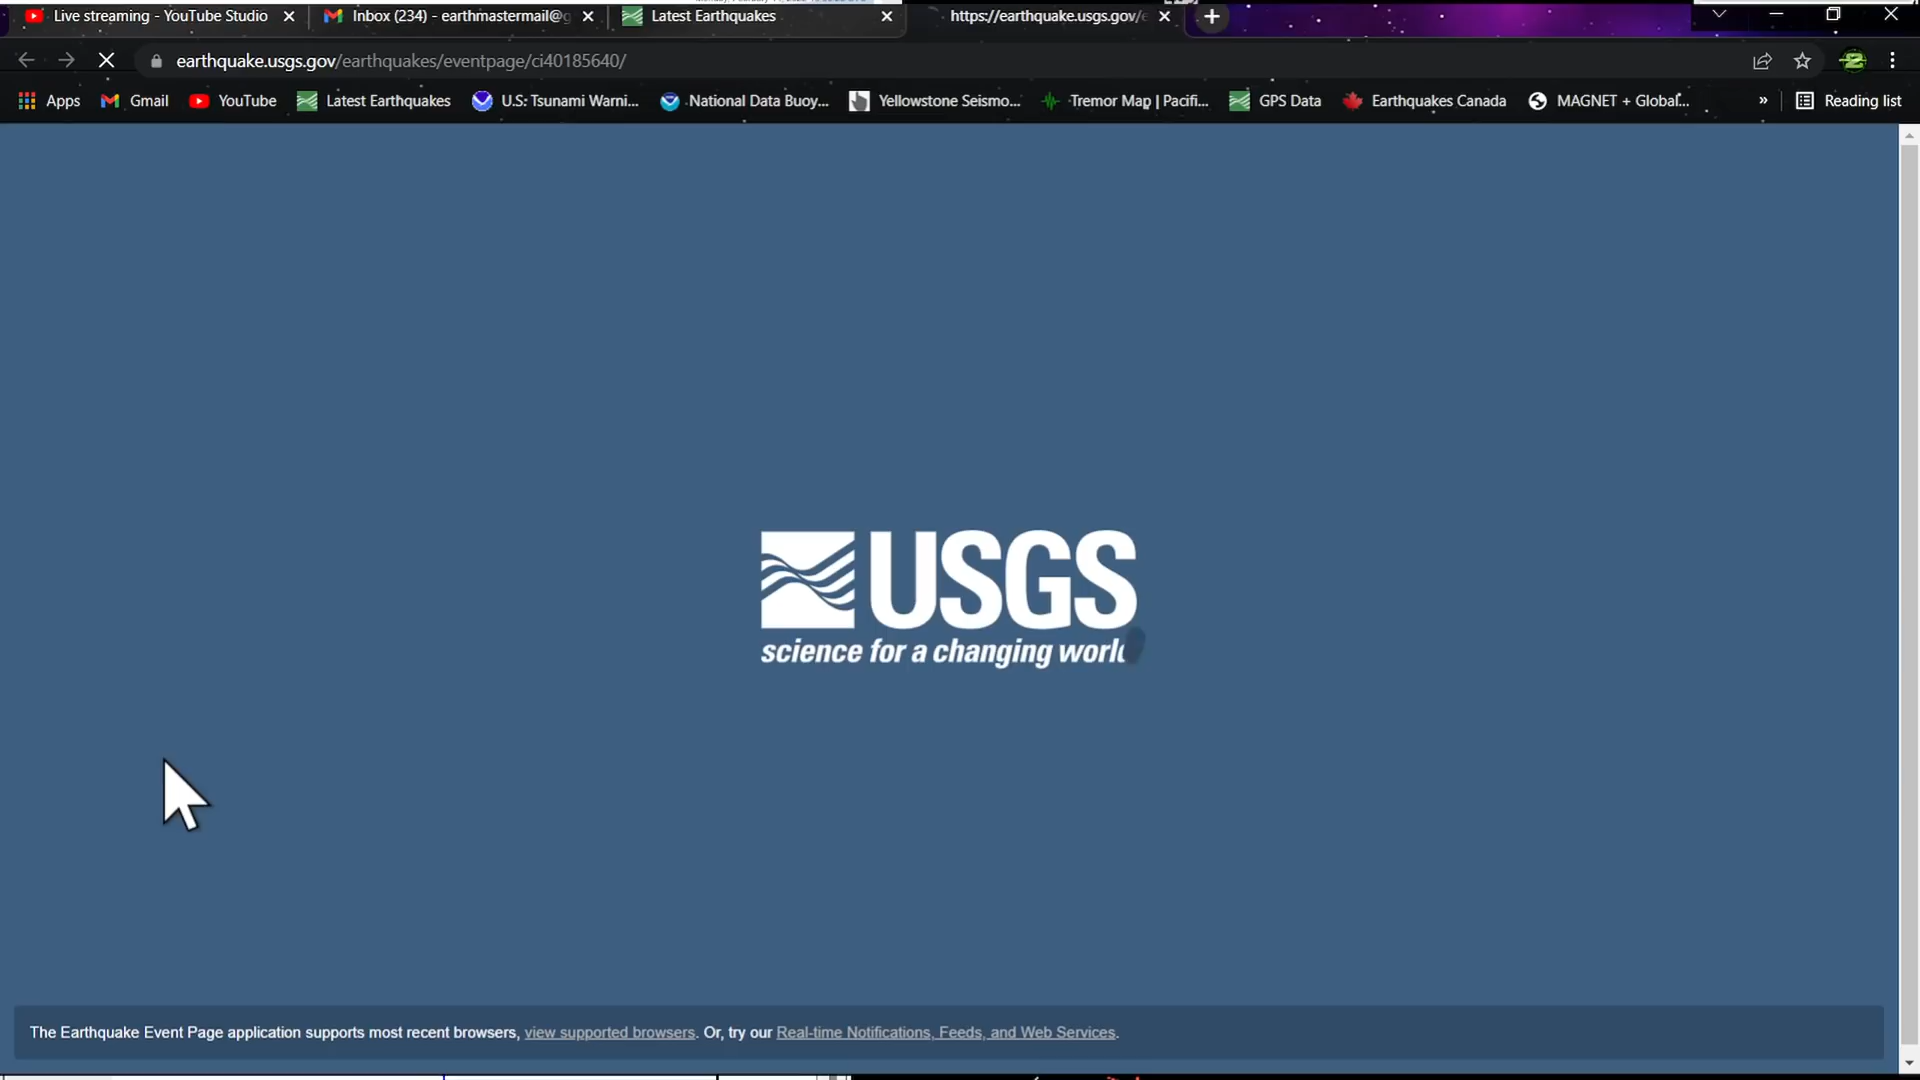 Live streaming - YouTube Studio
Inbox (234) - earthmastermail@g
Latest Earthquakes
https://earthquake.usgs.gov/e
earthquake.usgs.gov/earthquakes/eventpage/ci40185640/
Apps
Gmail
YouTube
Latest Earthquakes
U.S: Tsunami Warni...
National Data Buoy...
Yellowstone Seismo...
Tremor Map | Pacifi...
GPS Data
Earthquakes Canada
MAGNET + Global...
»
Reading list
USGS
science for a changing world
The Earthquake Event Page application supports most recent browsers, view supported browsers. Or, try our Real-time Notifications, Feeds, and Web Services.